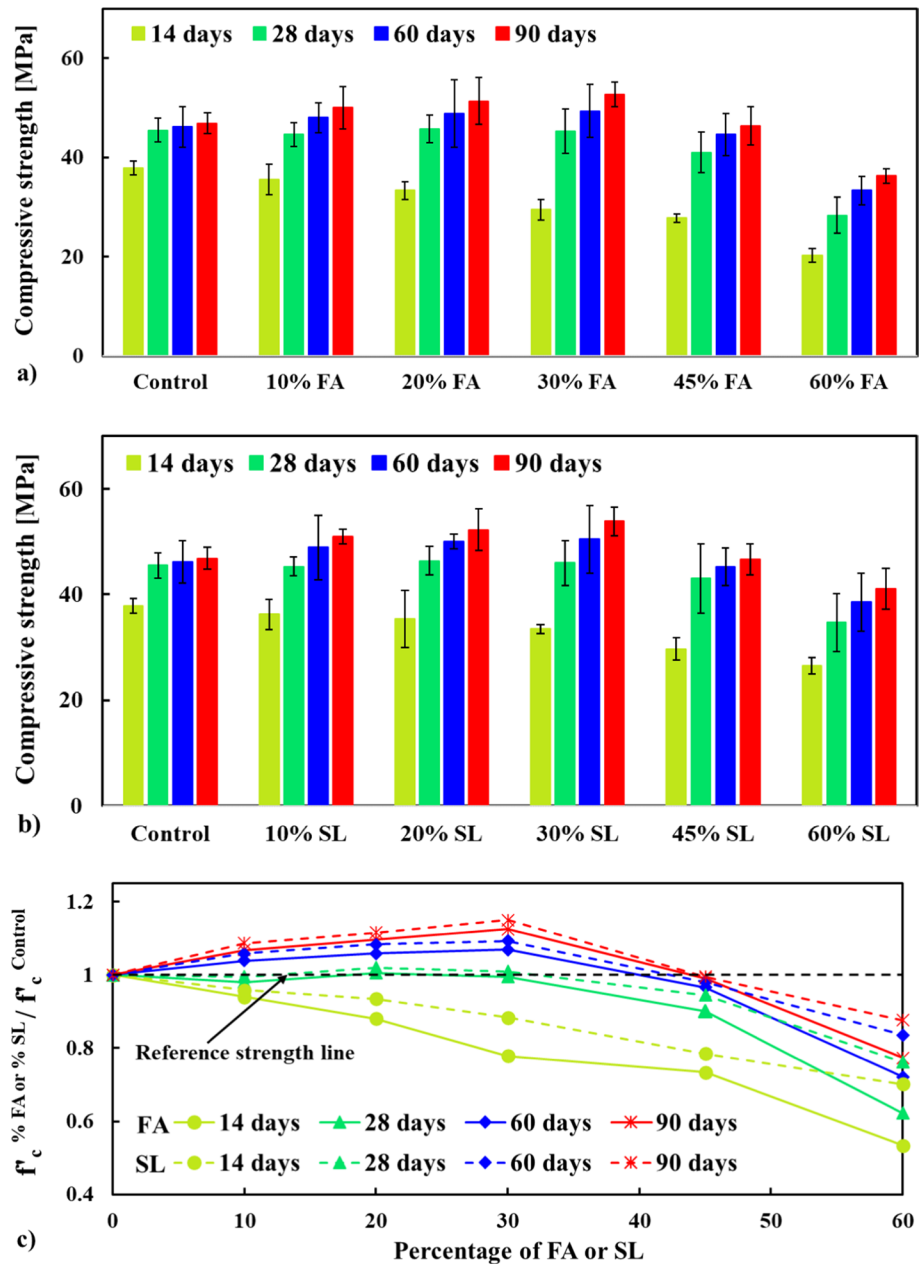 Compressive strength [MPa]
14 days 28 days 60 days 90 days
60
40
20
0
a)
Control 10% FA 20% FA 30% FA 45% FA 60% FA
Compressive strength [MPa]
14 days 28 days 60 days 90 days
60
40
20
0
b)
Control 10% SL 20% SL 30% SL 45% SL 60% SL
f'c % FA or % SL / f'c Control
1.2
1
0.8
0.6
0.4
Reference strength line
FA 14 days 28 days 60 days 90 days
SL 14 days 28 days 60 days 90 days
0 10 20 30 40 50 60
c)
Percentage of FA or SL